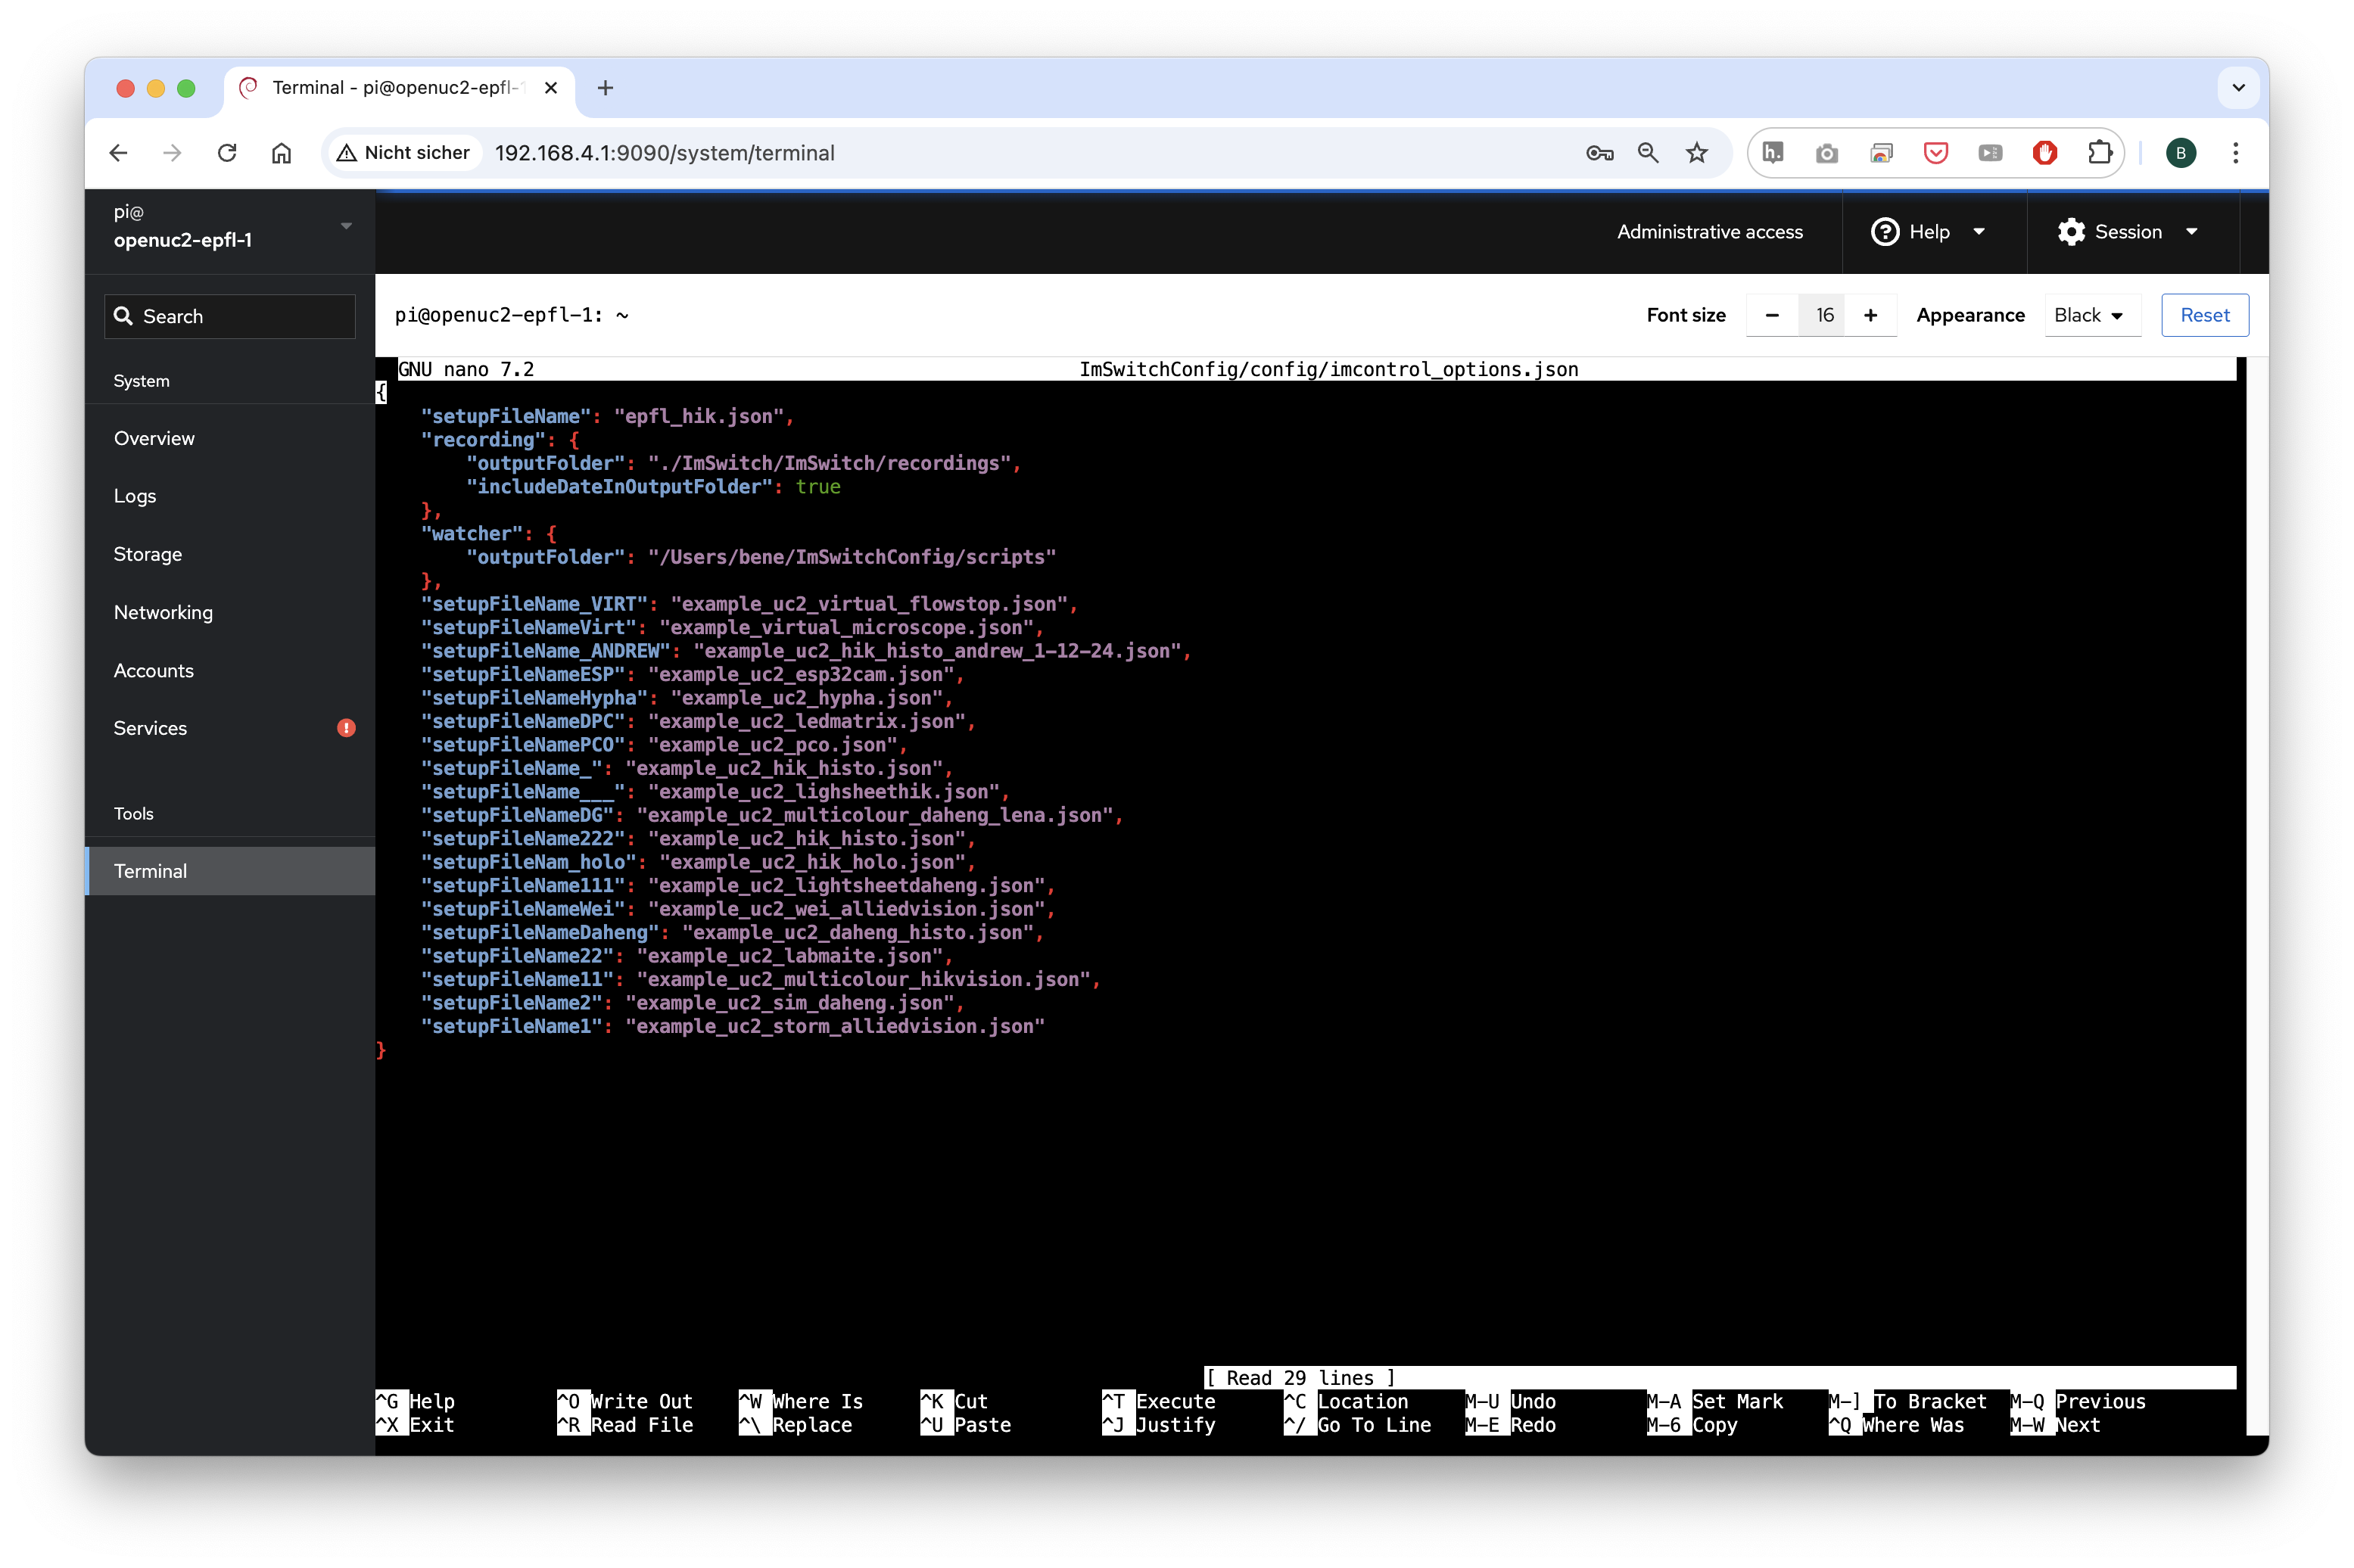 Terminal - pi@openuc2-epfl-1
Nicht sicher 192.168.4.1:9090/system/terminal
h.
B
pi@
openuc2-epfl-1
Administrative access
Help
Session
Search
System
Overview
Logs
Storage
Networking
Accounts
Services
Tools
Terminal
pi@openuc2-epfl-1: ~
Font size − 16 + Appearance Black Reset
GNU nano 7.2 ImSwitchConfig/config/imcontrol_options.json
{
"setupFileName": "epfl_hik.json",
"recording": {
"outputFolder": "./ImSwitch/ImSwitch/recordings",
"includeDateInOutputFolder": true
},
"watcher": {
"outputFolder": "/Users/bene/ImSwitchConfig/scripts"
},
"setupFileName_VIRT": "example_uc2_virtual_flowstop.json",
"setupFileNameVirt": "example_virtual_microscope.json",
"setupFileName_ANDREW": "example_uc2_hik_histo_andrew_1-12-24.json",
"setupFileNameESP": "example_uc2_esp32cam.json",
"setupFileNameHypha": "example_uc2_hypha.json",
"setupFileNameDPC": "example_uc2_ledmatrix.json",
"setupFileNamePCO": "example_uc2_pco.json",
"setupFileName_": "example_uc2_hik_histo.json",
"setupFileName___": "example_uc2_lighsheethik.json",
"setupFileNameDG": "example_uc2_multicolour_daheng_lena.json",
"setupFileName222": "example_uc2_hik_histo.json",
"setupFileNam_holo": "example_uc2_hik_holo.json",
"setupFileName111": "example_uc2_lightsheetdaheng.json",
"setupFileNameWei": "example_uc2_wei_alliedvision.json",
"setupFileNameDaheng": "example_uc2_daheng_histo.json",
"setupFileName22": "example_uc2_labmaite.json",
"setupFileName11": "example_uc2_multicolour_hikvision.json",
"setupFileName2": "example_uc2_sim_daheng.json",
"setupFileName1": "example_uc2_storm_alliedvision.json"
}
[ Read 29 lines ]
^G Help ^O Write Out ^W Where Is ^K Cut ^T Execute ^C Location M-U Undo M-A Set Mark M-] To Bracket M-Q Previous
^X Exit ^R Read File ^\ Replace ^U Paste ^J Justify ^/ Go To Line M-E Redo M-6 Copy ^Q Where Was M-W Next